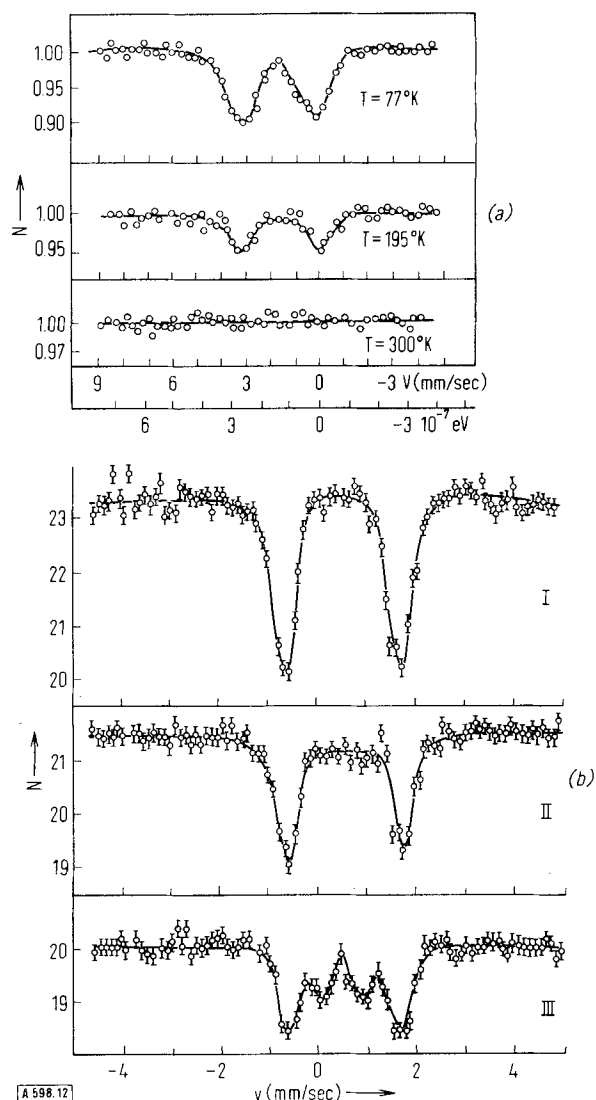 1.00
0.95
0.90
T = 77°K
N
1.00
0.95
T = 195°K
(a)
1.00
0.97
T = 300°K
9 6 3 0 -3 V(mm/sec)
6 3 0 -3 10⁻⁷ eV
23
22
21
20
I
N
21
20
19
II
(b)
20
19
III
-4 -2 0 2 4
v(mm/sec)
A 598.12